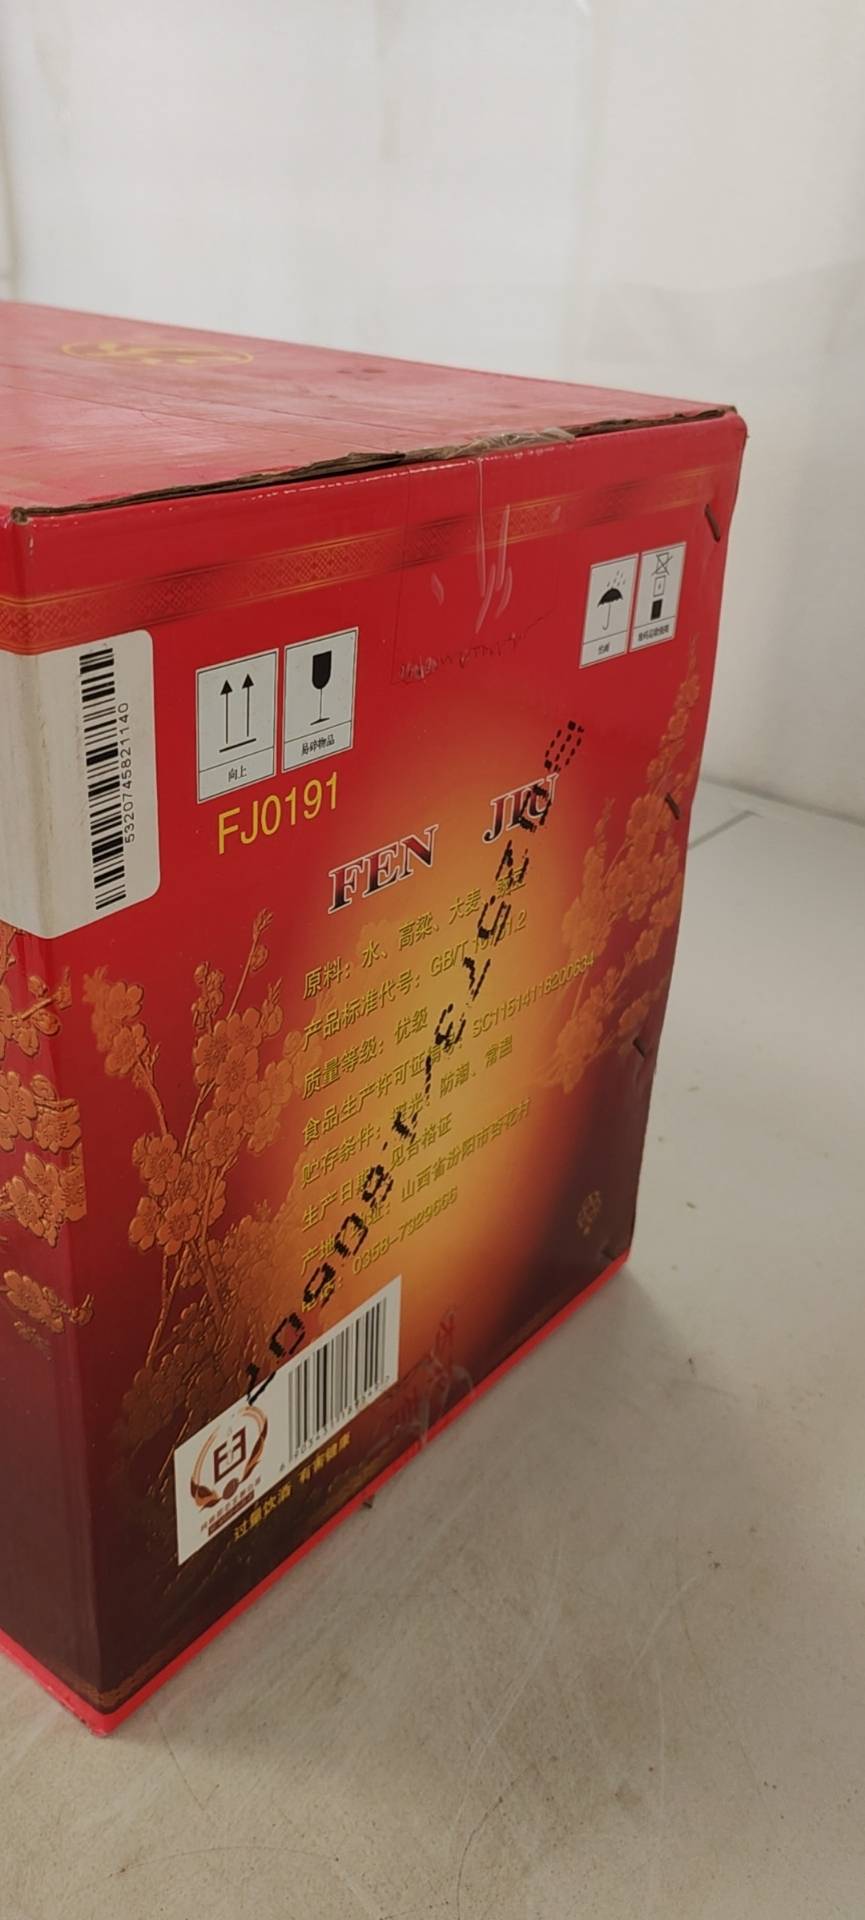 5320745821140
向上
易碎物品
怕雨
FJ0191
FEN JIU
原料：水、高粱、大麦、豌豆
产品标准代号：GB/T 10781.2
质量等级：优级
食品生产许可证编号：SC11514118200634
贮存条件：避光、防潮、常温
生产日期：见合格证
产地/地址：山西省汾阳市杏花村
电话：0358-7329666
过量饮酒 有害健康